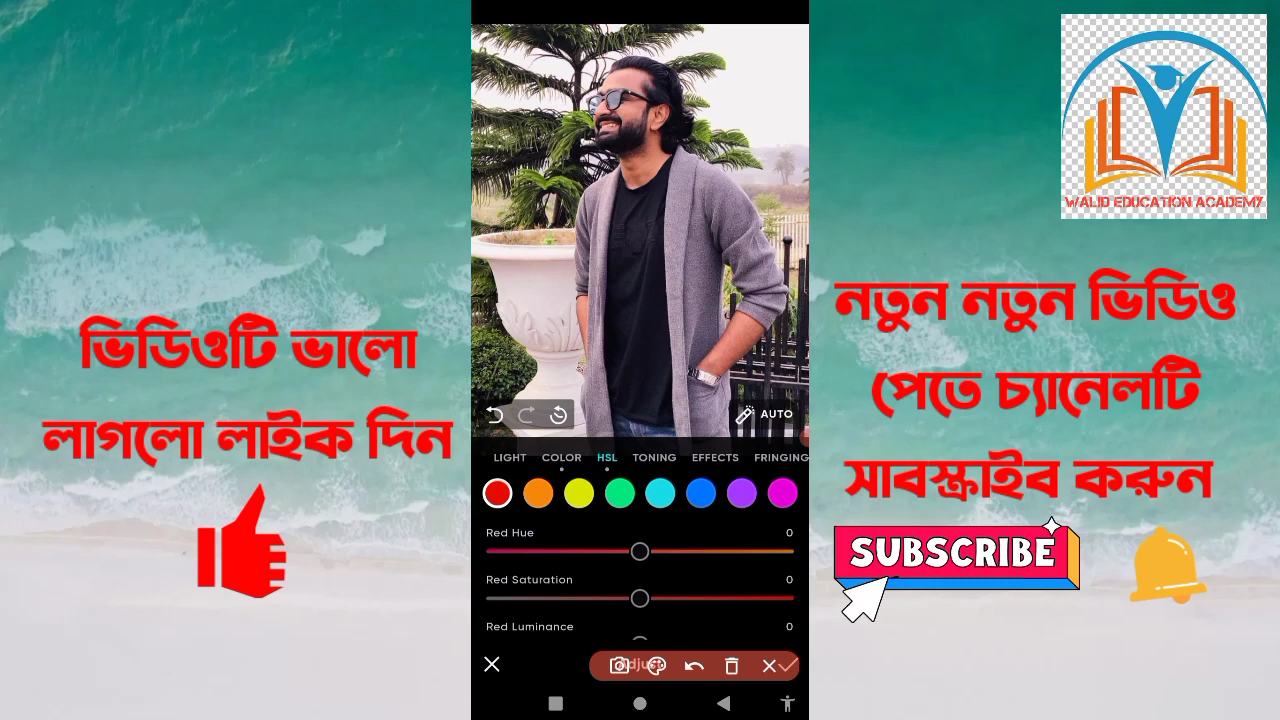 WALID EDUCATION ACADEMY
ভিডিওটি ভালো
লাগলো লাইক দিন
নতুন নতুন ভিডিও
পেতে চ্যানেলটি
সাবস্ক্রাইব করুন
SUBSCRIBE
AUTO
LIGHT COLOR HSL TONING EFFECTS FRINGING
Red Hue 0
Red Saturation 0
Red Luminance 0
Adjust